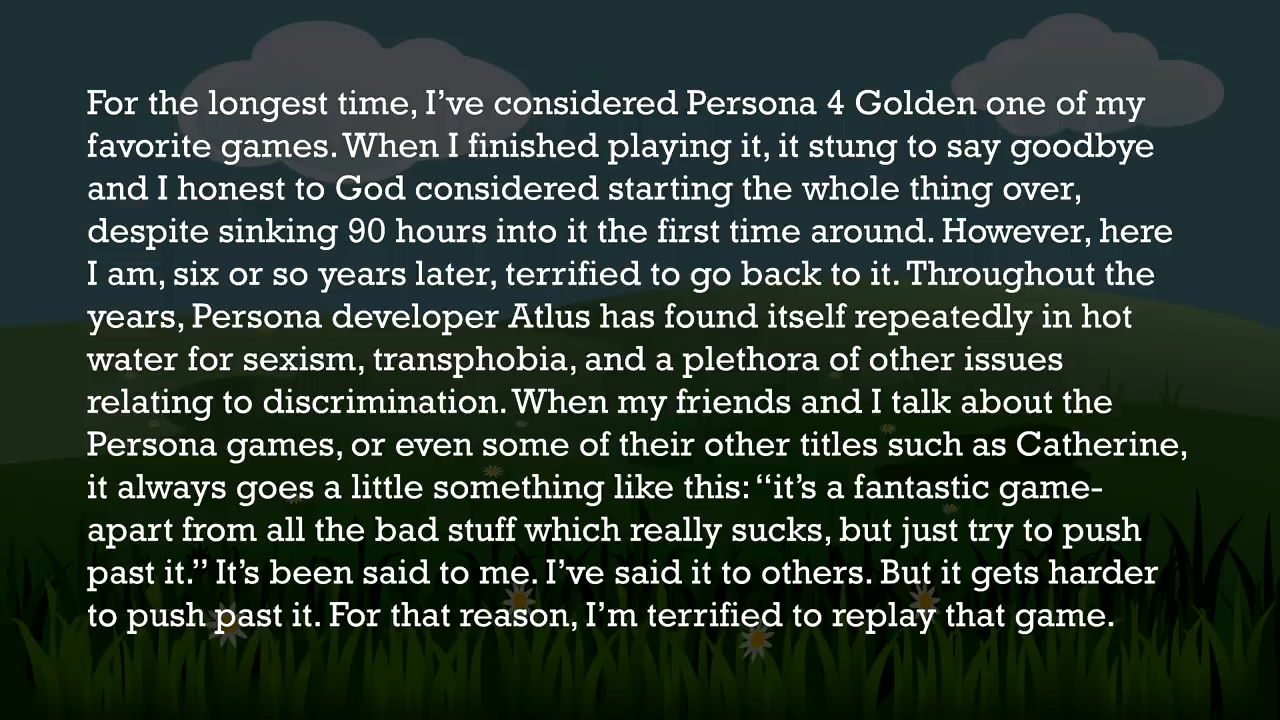 For the longest time, I’ve considered Persona 4 Golden one of my
favorite games. When I finished playing it, it stung to say goodbye
and I honest to God considered starting the whole thing over,
despite sinking 90 hours into it the first time around. However, here
I am, six or so years later, terrified to go back to it. Throughout the
years, Persona developer Atlus has found itself repeatedly in hot
water for sexism, transphobia, and a plethora of other issues
relating to discrimination. When my friends and I talk about the
Persona games, or even some of their other titles such as Catherine,
it always goes a little something like this: “it’s a fantastic game-
apart from all the bad stuff which really sucks, but just try to push
past it.” It’s been said to me. I’ve said it to others. But it gets harder
to push past it. For that reason, I’m terrified to replay that game.